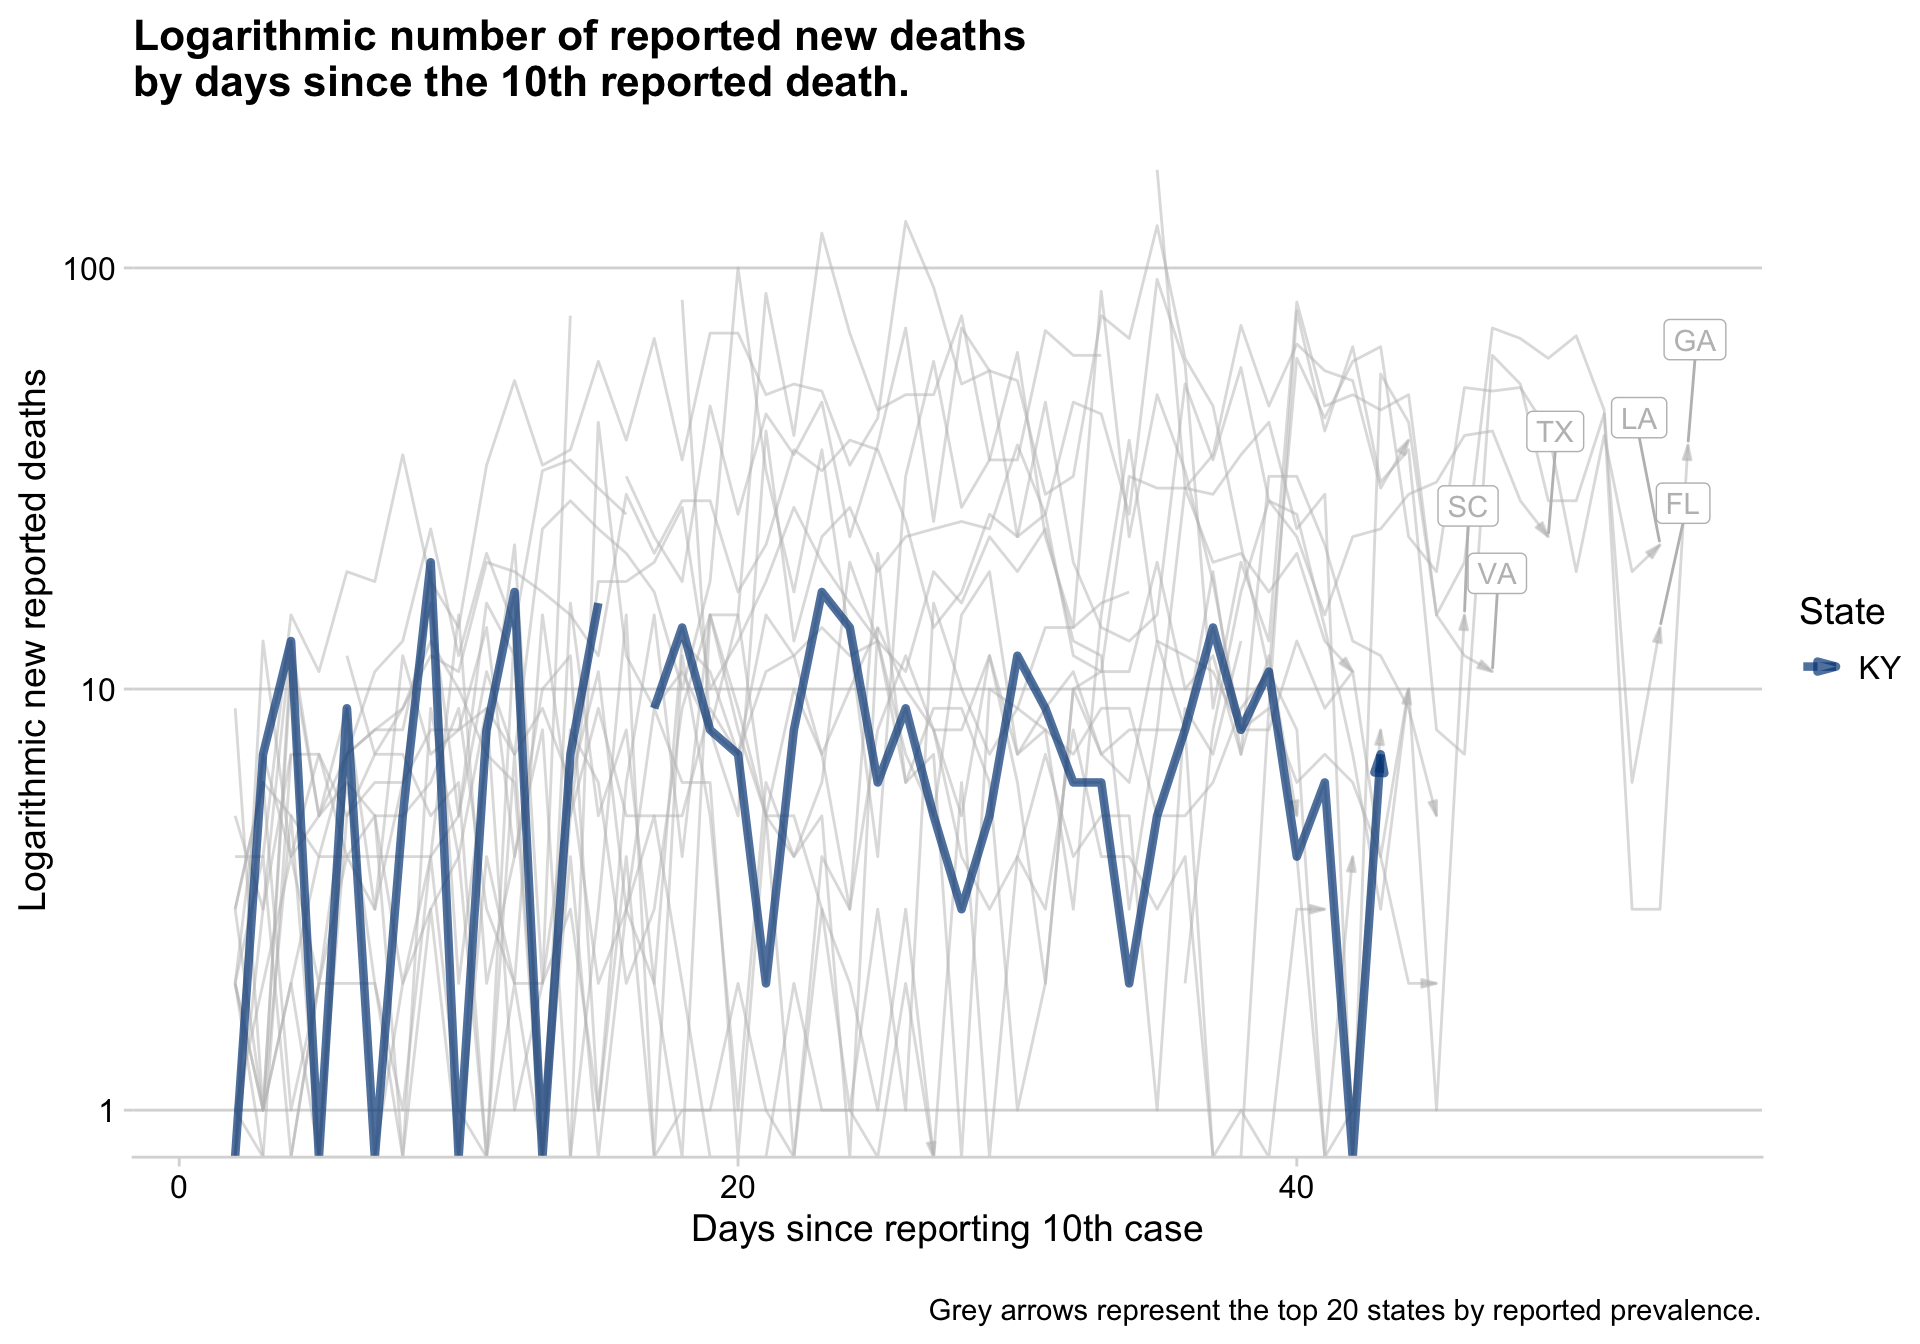 Logarithmic number of reported new deaths
by days since the 10th reported death.
Logarithmic new reported deaths
100
10
1
GA
LA
TX
FL
SC
VA
State
KY
0 20 40
Days since reporting 10th case
Grey arrows represent the top 20 states by reported prevalence.